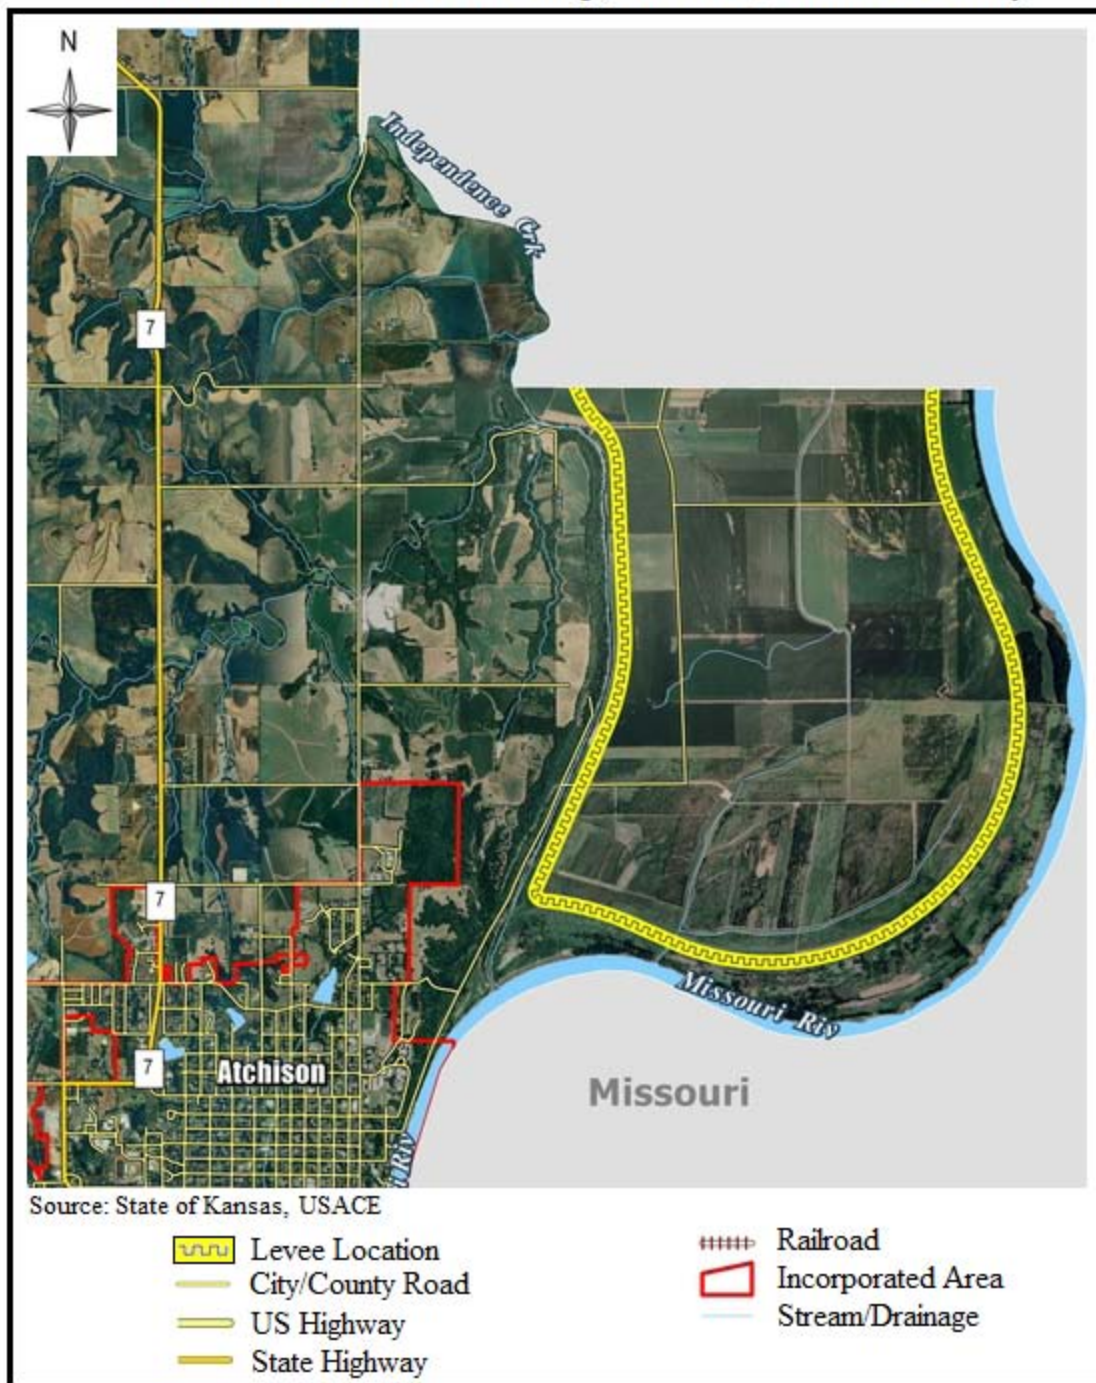 N
Independence Crk
7
7
Missouri Riv
7
Atchison
Missouri
Riv
Source: State of Kansas, USACE
Levee Location
City/County Road
US Highway
State Highway
Railroad
Incorporated Area
Stream/Drainage